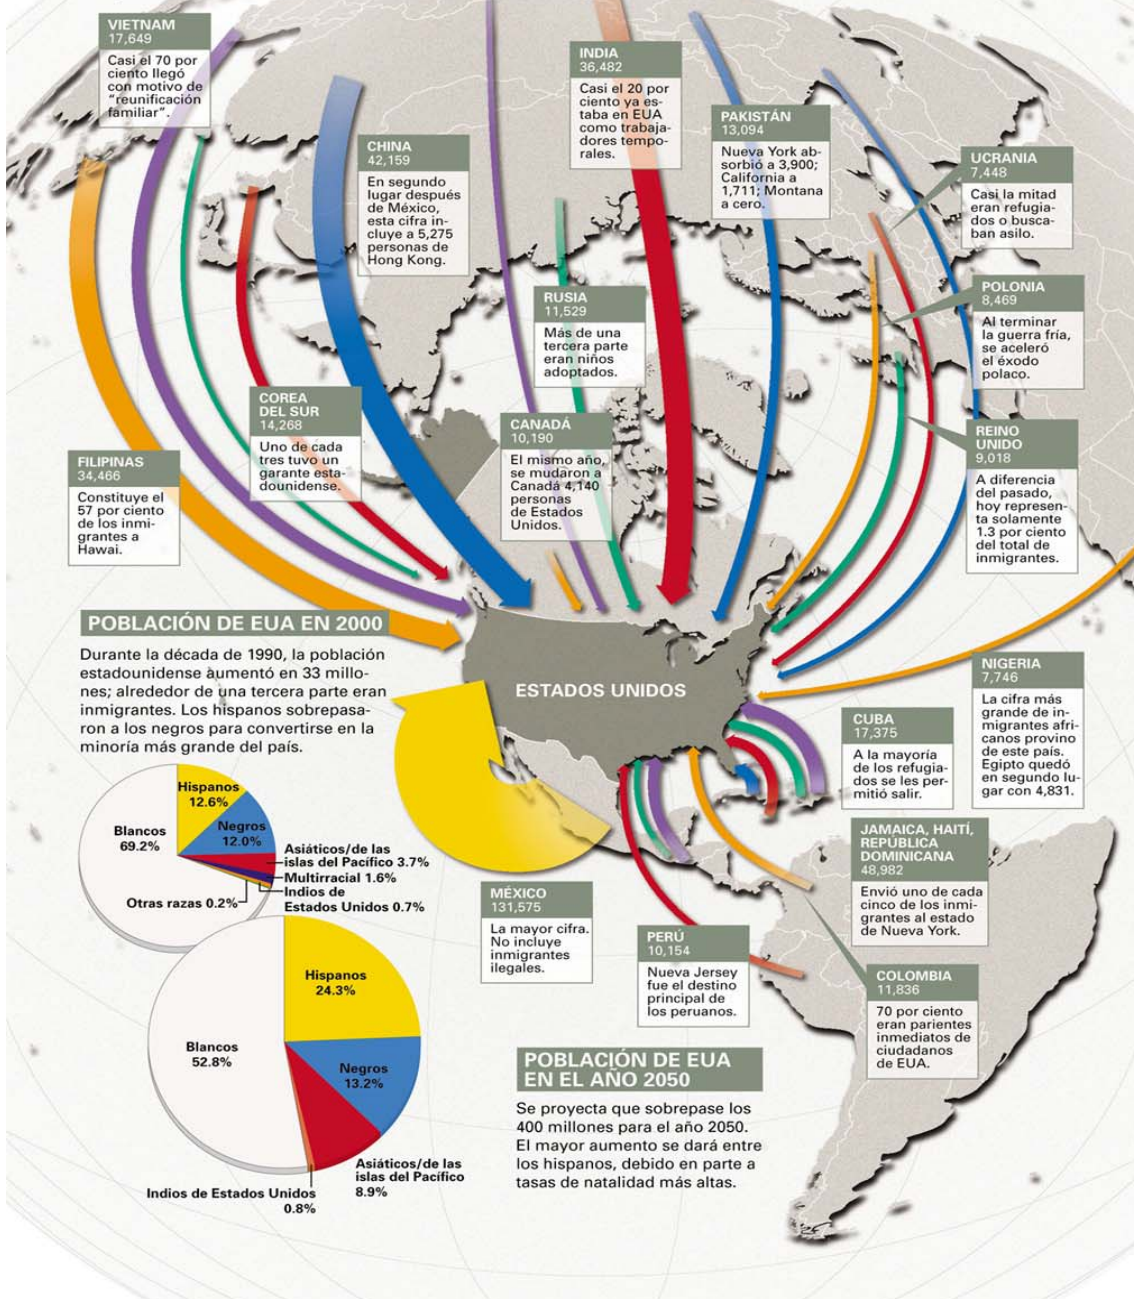 VIETNAM
17,649
Casi el 70 por
ciento llegó
con motivo de
“reunificación
familiar”.
CHINA
42,159
En segundo
lugar después
de México,
esta cifra in-
cluye a 5,275
personas de
Hong Kong.
INDIA
36,482
Casi el 20 por
ciento ya es-
taba en EUA
como trabaja-
dores tempo-
rales.
PAKISTÁN
13,094
Nueva York ab-
sorbió a 3,900;
California a
1,711; Montana
a cero.
UCRANIA
7,448
Casi la mitad
eran refugia-
dos o busca-
ban asilo.
POLONIA
8,469
Al terminar
la guerra fría,
se aceleró
el éxodo
polaco.
RUSIA
11,529
Más de una
tercera parte
eran niños
adoptados.
COREA
DEL SUR
14,268
Uno de cada
tres tuvo un
garante esta-
dounidense.
CANADÁ
10,190
El mismo año,
se mudaron a
Canadá 4,140
personas
de Estados
Unidos.
REINO
UNIDO
9,018
A diferencia
del pasado,
hoy represen-
ta solamente
1.3 por ciento
del total de
inmigrantes.
FILIPINAS
34,466
Constituye el
57 por ciento
de los inmi-
grantes a
Hawai.
POBLACIÓN DE EUA EN 2000
Durante la década de 1990, la población
estadounidense aumentó en 33 millo-
nes; alrededor de una tercera parte eran
inmigrantes. Los hispanos sobrepasa-
ron a los negros para convertirse en la
minoría más grande del país.
ESTADOS UNIDOS
NIGERIA
7,746
La cifra más
grande de in-
migrantes afri-
canos provino
de este país.
Egipto quedó
en segundo lu-
gar con 4,831.
CUBA
17,375
A la mayoría
de los refugia-
dos se les per-
mitió salir.
Hispanos
12.6%
Blancos
69.2%
Negros
12.0%
Asiáticos/de las
islas del Pacífico 3.7%
Multirracial 1.6%
Indios de
Estados Unidos 0.7%
Otras razas 0.2%
JAMAICA, HAITÍ,
REPÚBLICA
DOMINICANA
48,982
Envió uno de cada
cinco de los inmi-
grantes al estado
de Nueva York.
MÉXICO
131,575
La mayor cifra.
No incluye
inmigrantes
ilegales.
PERÚ
10,154
Nueva Jersey
fue el destino
principal de
los peruanos.
COLOMBIA
11,836
70 por ciento
eran parientes
inmediatos de
ciudadanos
de EUA.
Hispanos
24.3%
Blancos
52.8%
Negros
13.2%
Asiáticos/de las
islas del Pacífico
8.9%
Indios de Estados Unidos
0.8%
POBLACIÓN DE EUA
EN EL AÑO 2050
Se proyecta que sobrepase los
400 millones para el año 2050.
El mayor aumento se dará entre
los hispanos, debido en parte a
tasas de natalidad más altas.